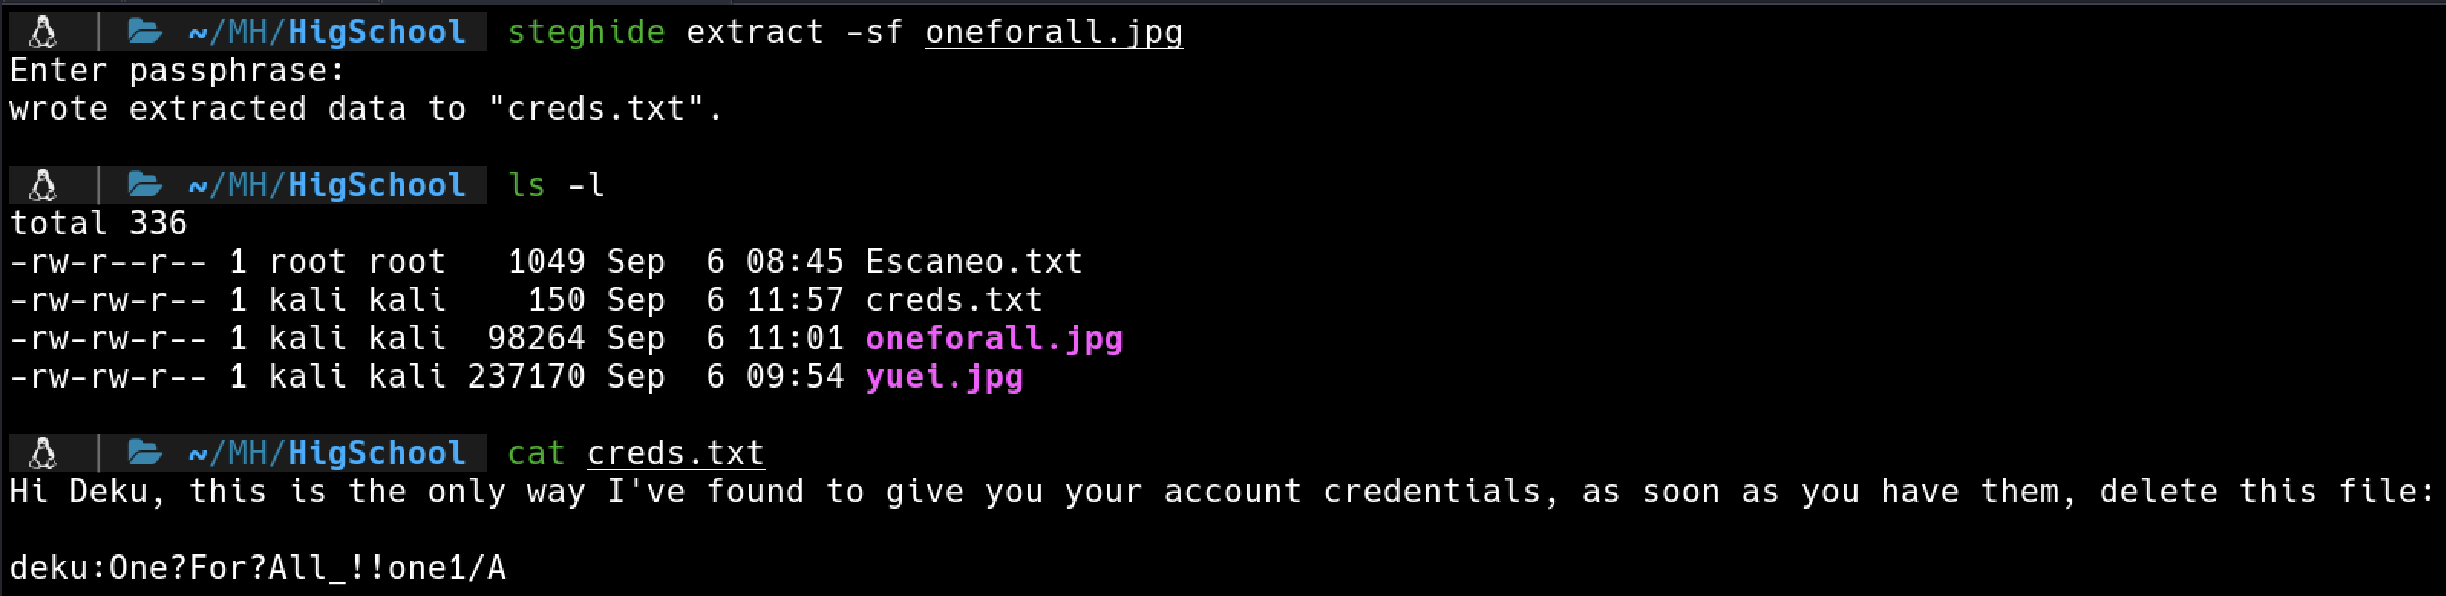 ~/MH/HigSchool steghide extract -sf oneforall.jpg
Enter passphrase:
wrote extracted data to "creds.txt".
~/MH/HigSchool ls -l
total 336
-rw-r--r-- 1 root root   1049 Sep  6 08:45 Escaneo.txt
-rw-rw-r-- 1 kali kali    150 Sep  6 11:57 creds.txt
-rw-rw-r-- 1 kali kali  98264 Sep  6 11:01 oneforall.jpg
-rw-rw-r-- 1 kali kali 237170 Sep  6 09:54 yuei.jpg
~/MH/HigSchool cat creds.txt
Hi Deku, this is the only way I've found to give you your account credentials, as soon as you have them, delete this file:
deku:One?For?All_!!one1/A